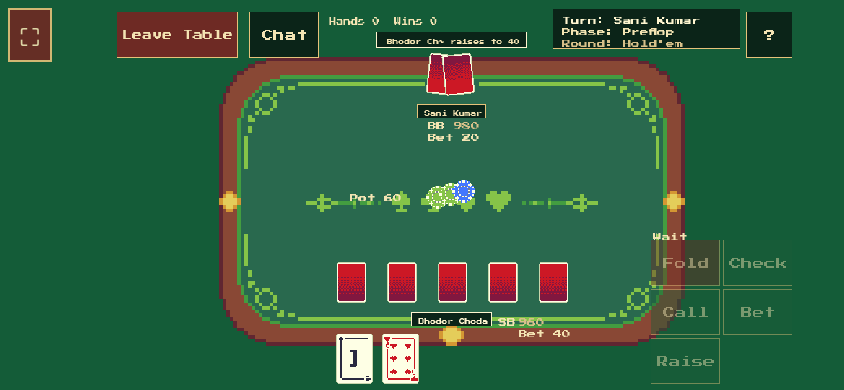 Leave Table
Chat
Hands 0 Wins 0
Bhodor Ch↵ raises to 40
Turn: Sani Kumar
Phase: Preflop
Round: Hold'em
?
Sani Kumar
BB 980
Bet 20
Pot 60
Wait
Fold
Check
Call
Bet
Raise
Bhodor Choda
SB 960
Bet 40
J